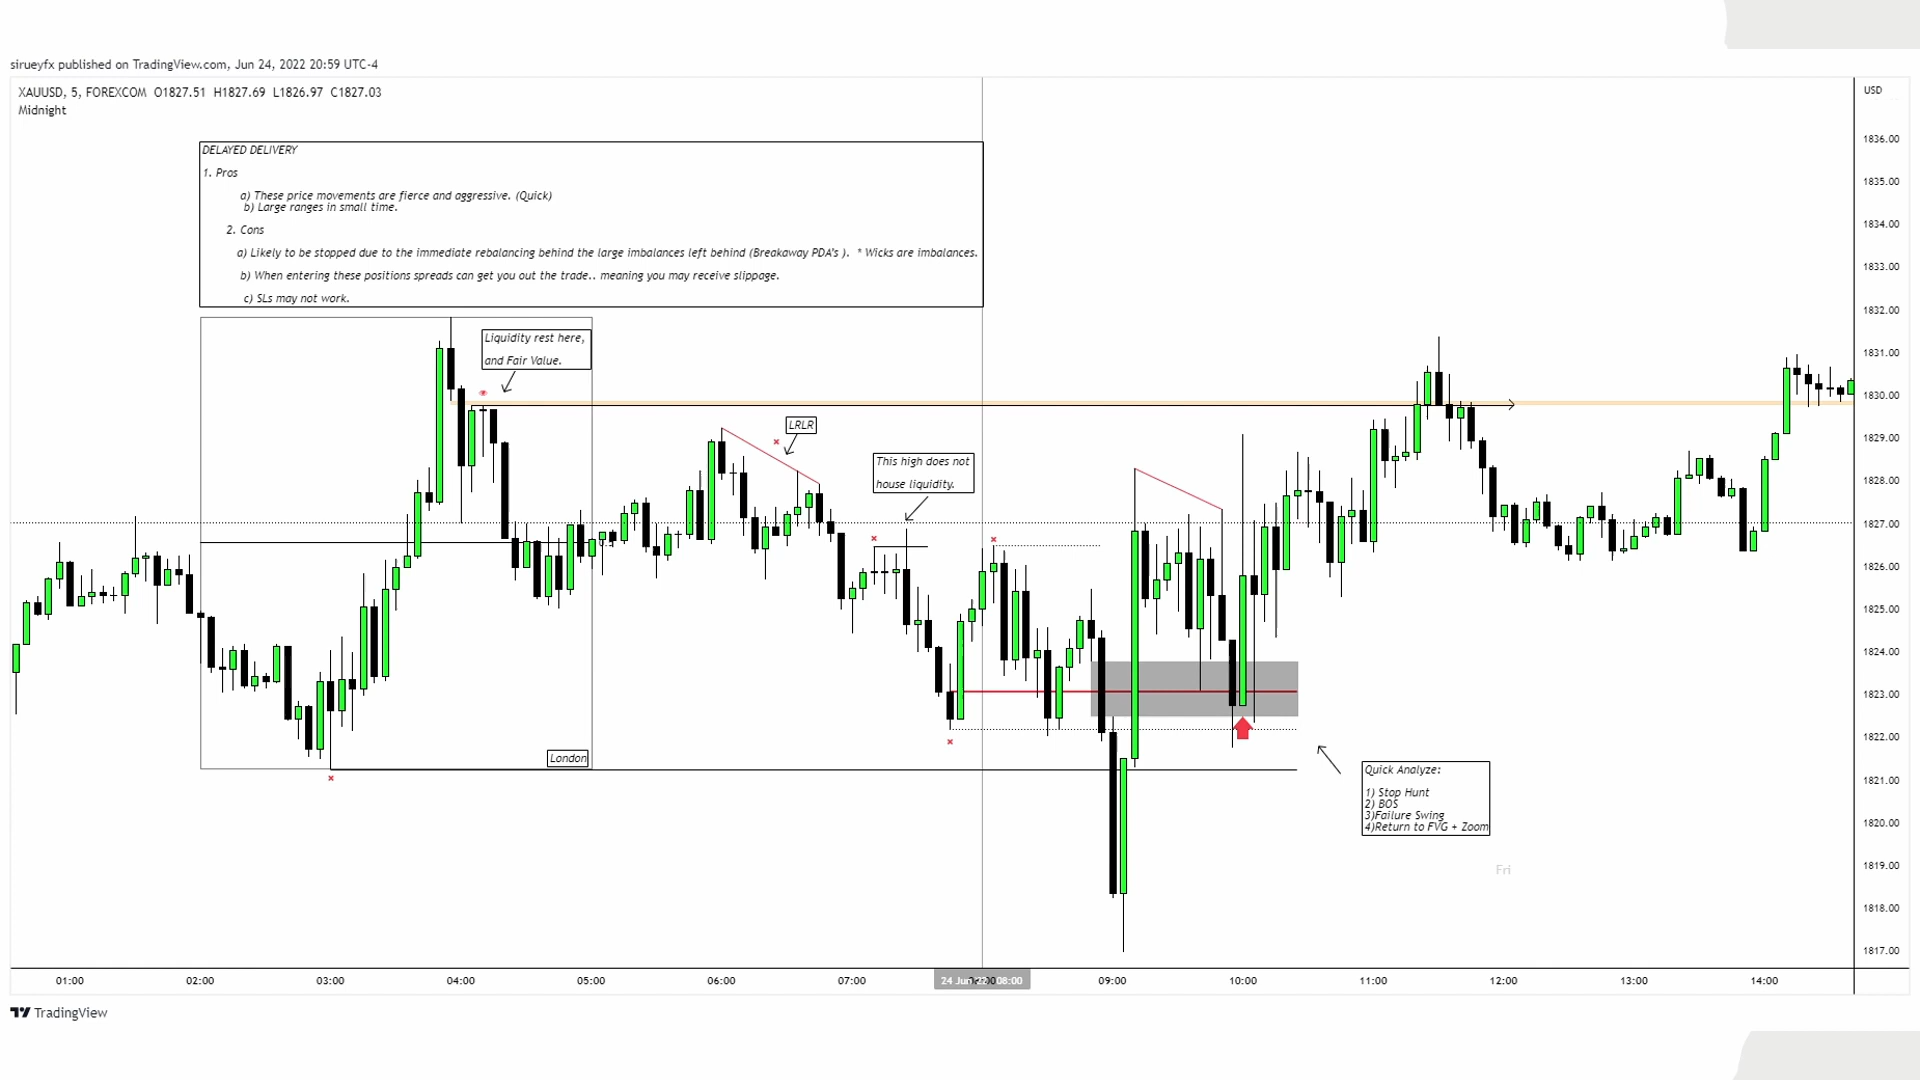 sirueyfx published on TradingView.com, Jun 24, 2022 20:59 UTC-4
XAUUSD, 5, FOREXCOM O1827.51 H1827.69 L1826.97 C1827.03
Midnight
USD
DELAYED DELIVERY
1. Pros
a) These price movements are fierce and aggressive. (Quick)
b) Large ranges in small time.
2. Cons
a) Likely to be stopped due to the immediate rebalancing behind the large imbalances left behind (Breakaway PDA's ). * Wicks are imbalances.
b) When entering these positions spreads can get you out the trade.. meaning you may receive slippage.
c) SLs may not work.
Liquidity rest here,
and Fair Value.
LRLR
This high does not
house liquidity.
London
Quick Analyze:
1) Stop Hunt
2) BOS
3)Failure Swing
4)Return to FVG + Zoom
Fri
1836.00
1835.00
1834.00
1833.00
1832.00
1831.00
1830.00
1829.00
1828.00
1827.00
1826.00
1825.00
1824.00
1823.00
1822.00
1821.00
1820.00
1819.00
1818.00
1817.00
01:00 02:00 03:00 04:00 05:00 06:00 07:00 24 Jun 08:00 09:00 10:00 11:00 12:00 13:00 14:00
TradingView